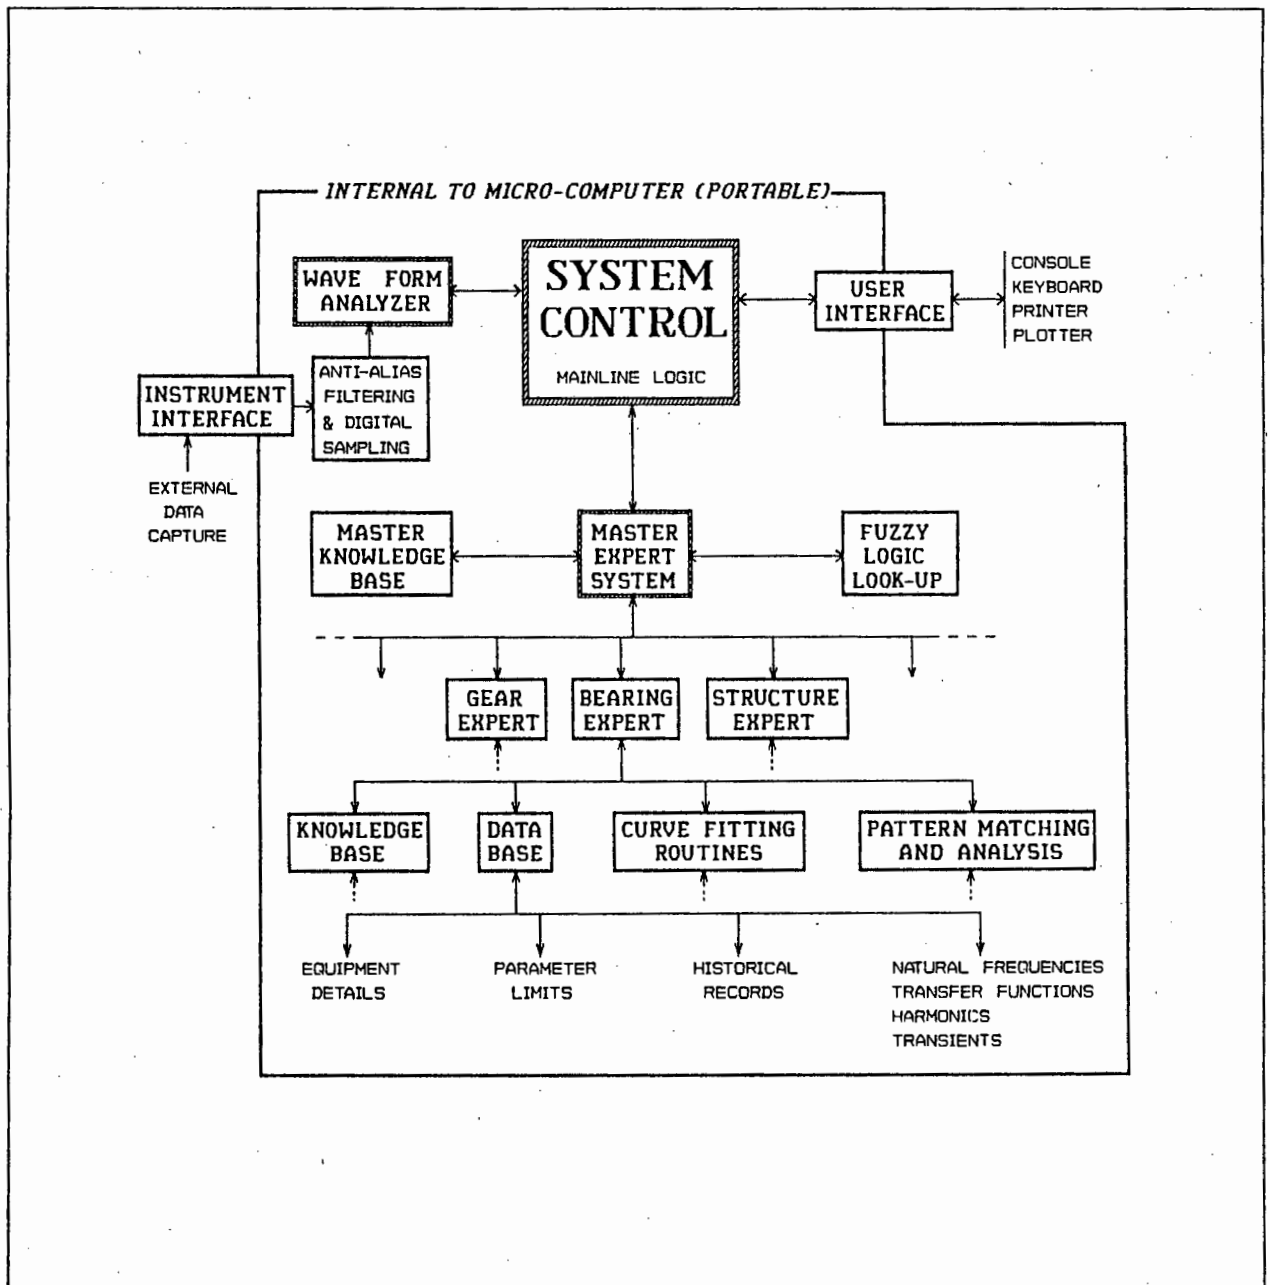 INTERNAL TO MICRO-COMPUTER (PORTABLE)
WAVE FORM
ANALYZER
SYSTEM
CONTROL
MAINLINE LOGIC
USER
INTERFACE
CONSOLE
KEYBOARD
PRINTER
PLOTTER
INSTRUMENT
INTERFACE
ANTI-ALIAS
FILTERING
& DIGITAL
SAMPLING
EXTERNAL
DATA
CAPTURE
MASTER
KNOWLEDGE
BASE
MASTER
EXPERT
SYSTEM
FUZZY
LOGIC
LOOK-UP
GEAR
EXPERT
BEARING
EXPERT
STRUCTURE
EXPERT
KNOWLEDGE
BASE
DATA
BASE
CURVE FITTING
ROUTINES
PATTERN MATCHING
AND ANALYSIS
EQUIPMENT
DETAILS
PARAMETER
LIMITS
HISTORICAL
RECORDS
NATURAL FREQUENCIES
TRANSFER FUNCTIONS
HARMONICS
TRANSIENTS